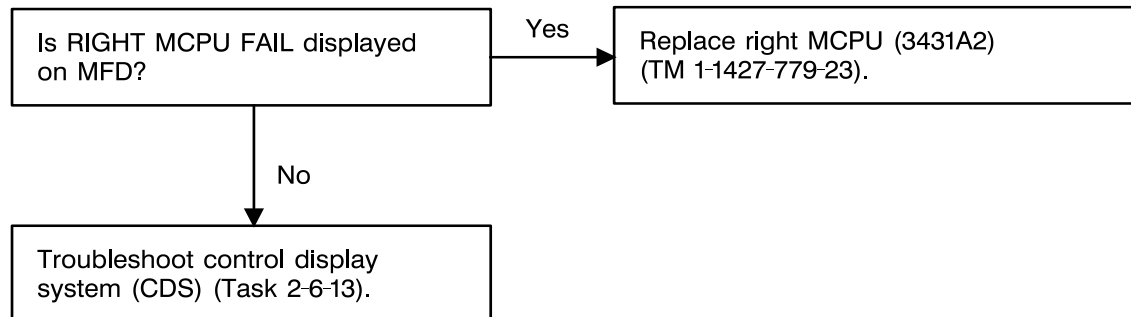 Is RIGHT MCPU FAIL displayed
on MFD?
Yes
Replace right MCPU (3431A2)
(TM 1-1427-779-23).
No
Troubleshoot control display
system (CDS) (Task 2-6-13).